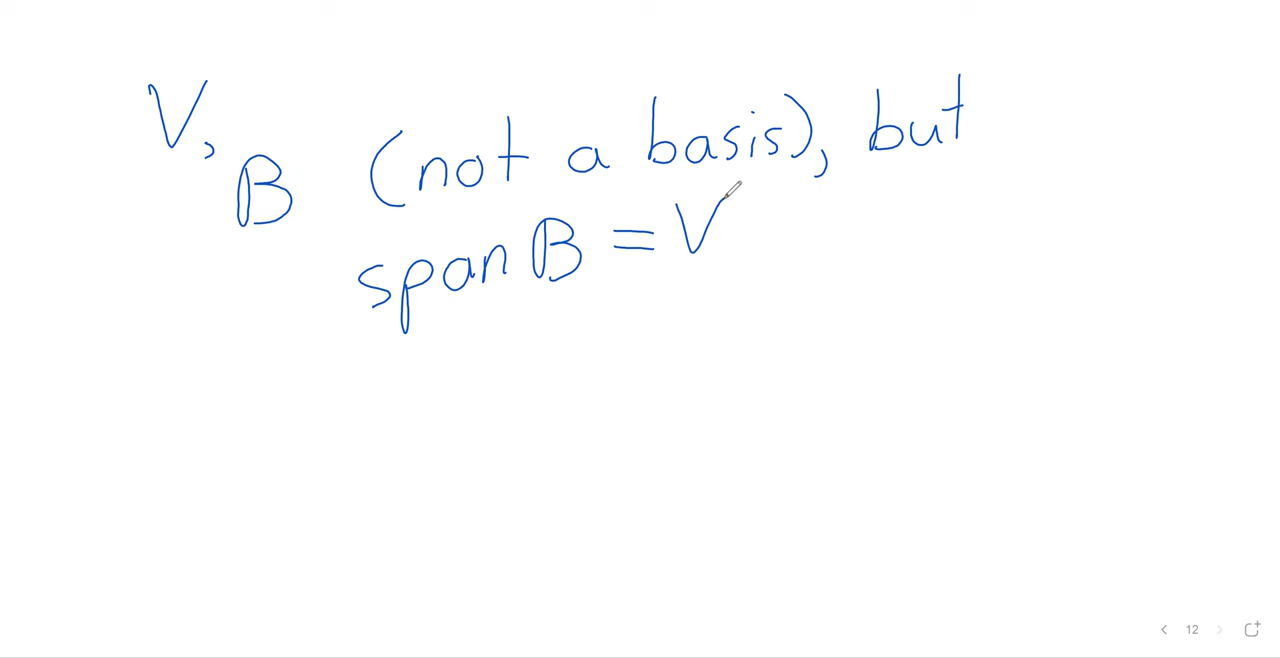 V, B (not a basis), but
span B = V
12